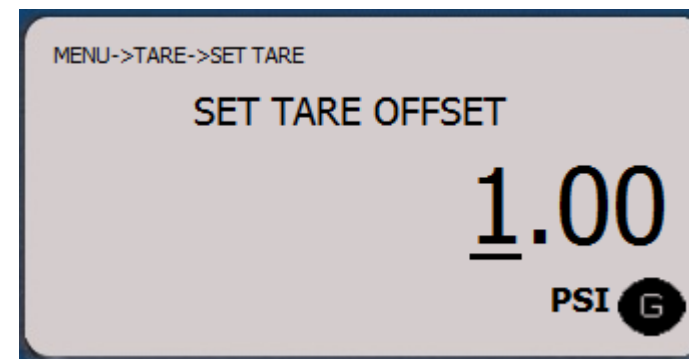 MENU->TARE->SET TARE
SET TARE OFFSET
1.00
PSI G